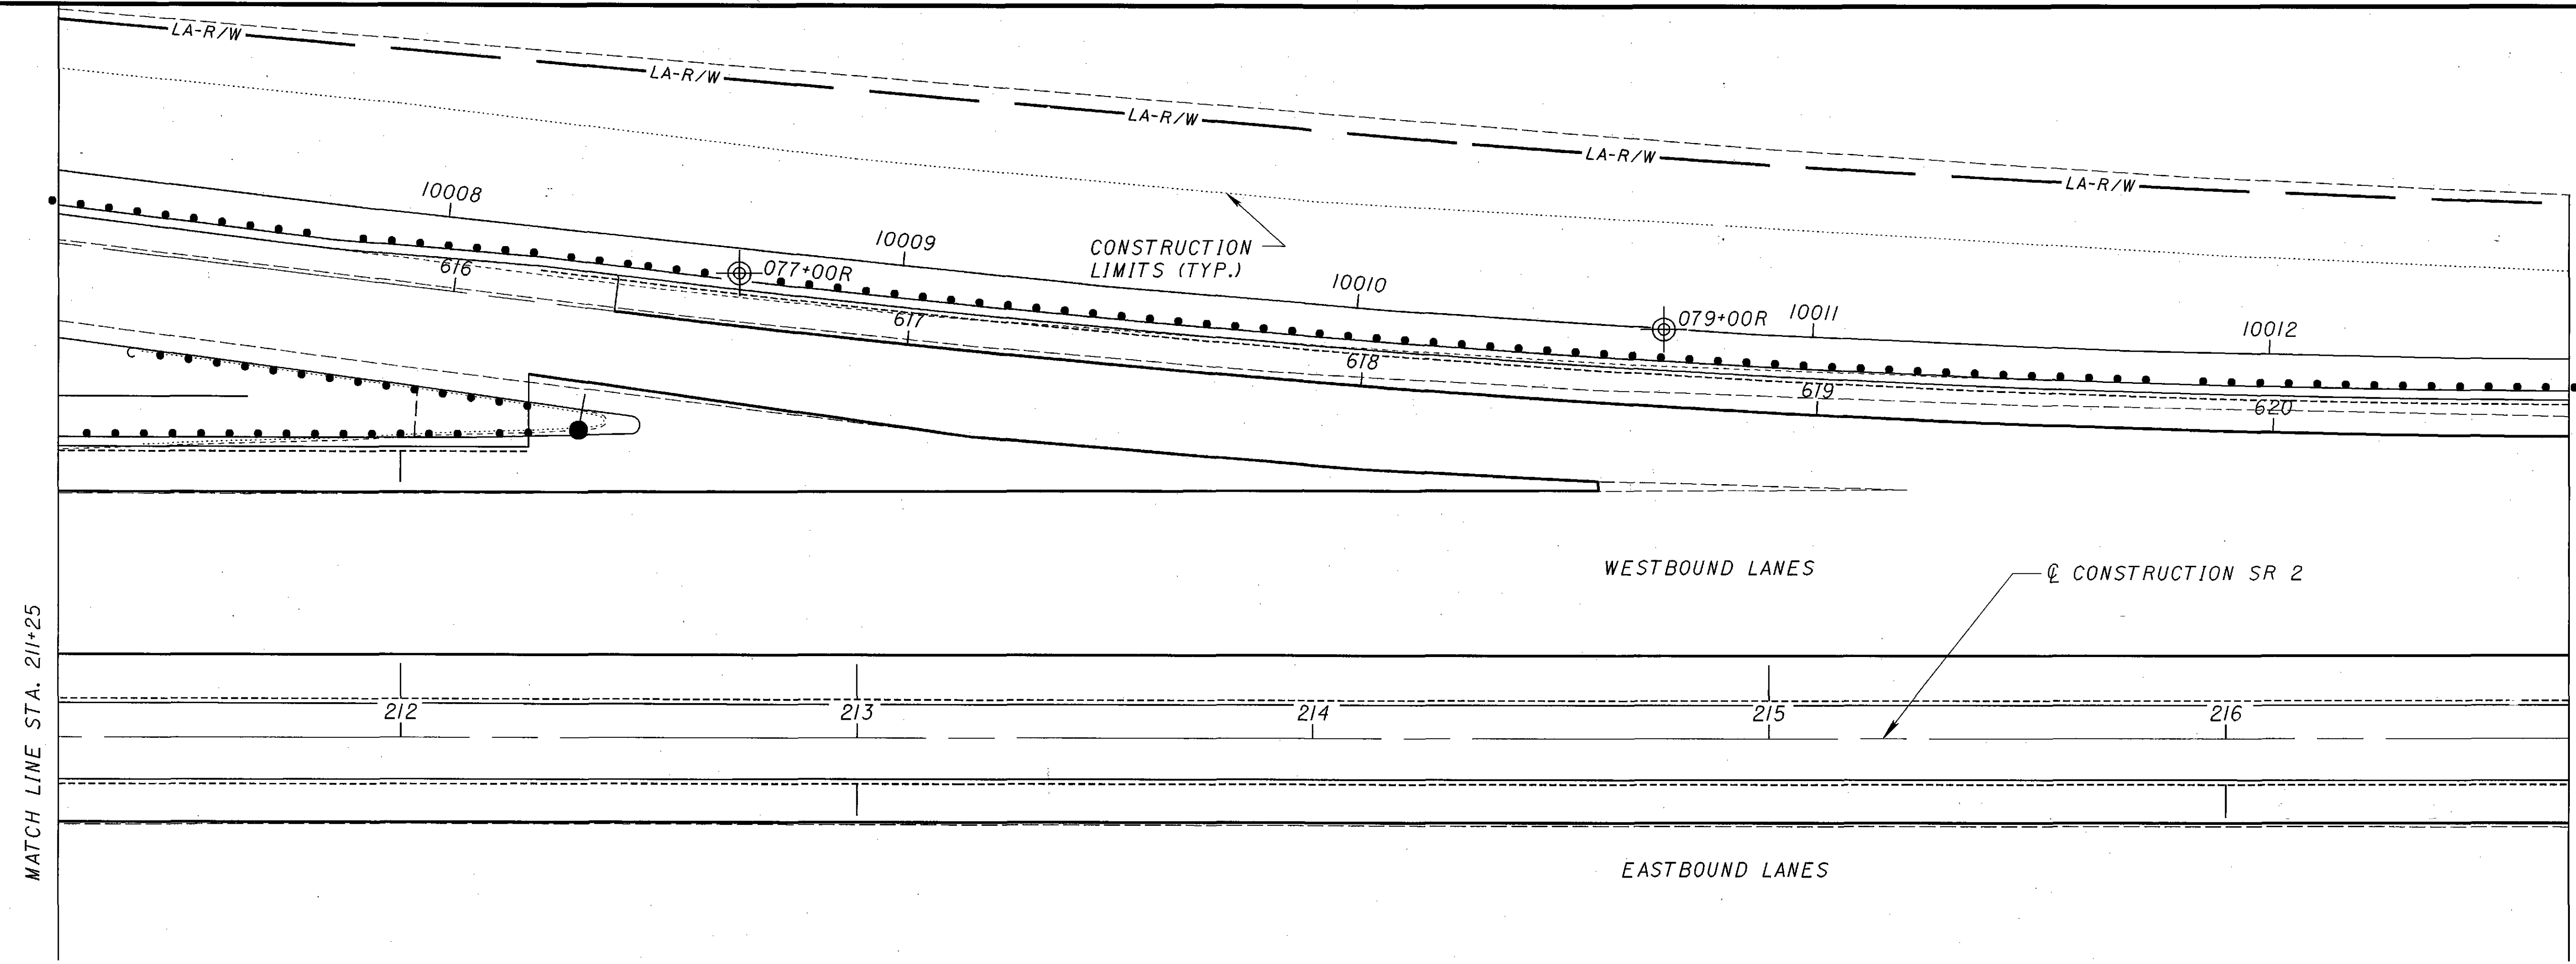 LA-R/W
LA-R/W
LA-R/W
LA-R/W
LA-R/W
10008
10009
10010
10011
10012
CONSTRUCTION
LIMITS (TYP.)
077+00R
079+00R
616
617
618
619
620
C
WESTBOUND LANES
℄ CONSTRUCTION SR 2
MATCH LINE STA. 211+25
212
213
214
215
216
EASTBOUND LANES